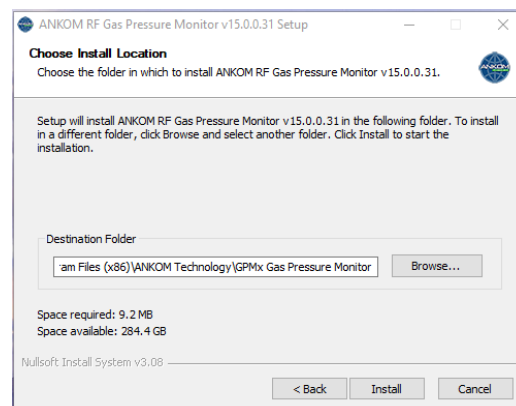 ANKOM RF Gas Pressure Monitor v15.0.0.31 Setup
Choose Install Location
Choose the folder in which to install ANKOM RF Gas Pressure Monitor v15.0.0.31.
ANKOM
Setup will install ANKOM RF Gas Pressure Monitor v15.0.0.31 in the following folder. To install
in a different folder, click Browse and select another folder. Click Install to start the
installation.
Destination Folder
ram Files (x86)\ANKOM Technology\GPMx Gas Pressure Monitor
Browse...
Space required: 9.2 MB
Space available: 284.4 GB
Nullsoft Install System v3.08
< Back
Install
Cancel